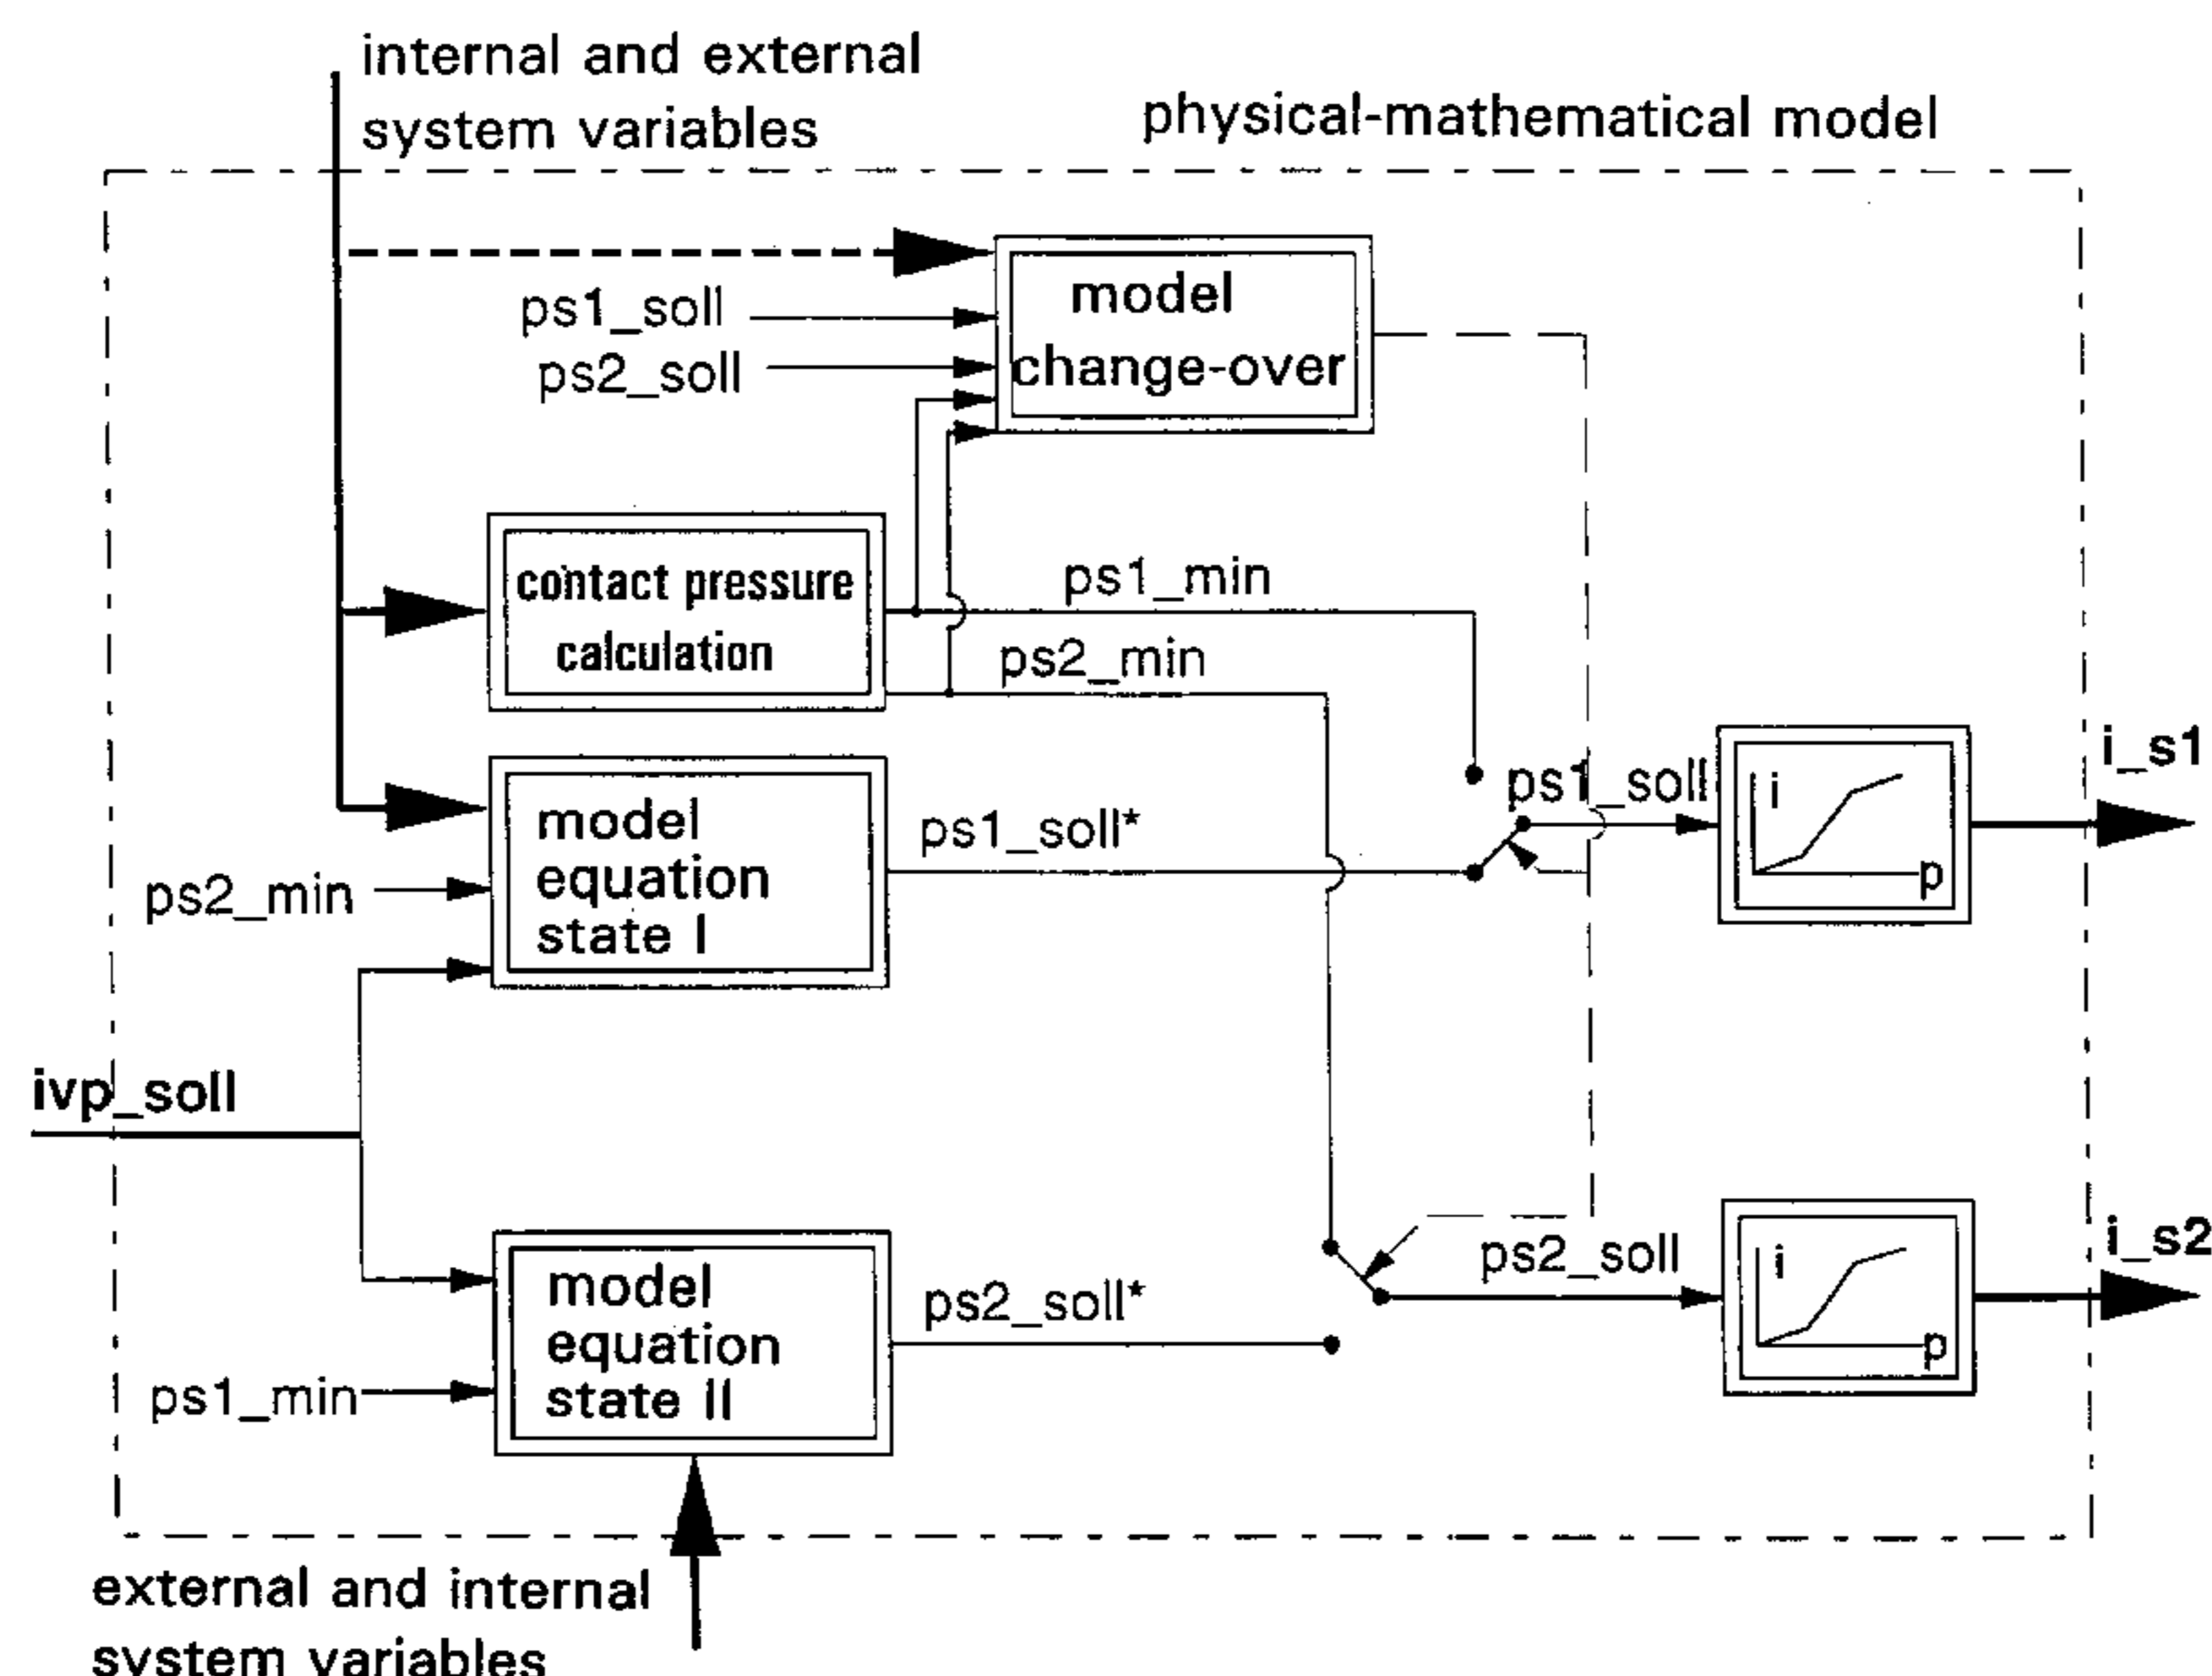 internal and external
system variables
physical-mathematical model
ps1_soll
ps2_soll
model
change-over
contact pressure
calculation
ps1_min
ps2_min
model
equation
state I
ps2_min
ps1_soll*
ps1_soll
i
p
i_s1
ivp_soll
model
equation
state II
ps1_min
ps2_soll*
ps2_soll
i
p
i_s2
external and internal
system variables